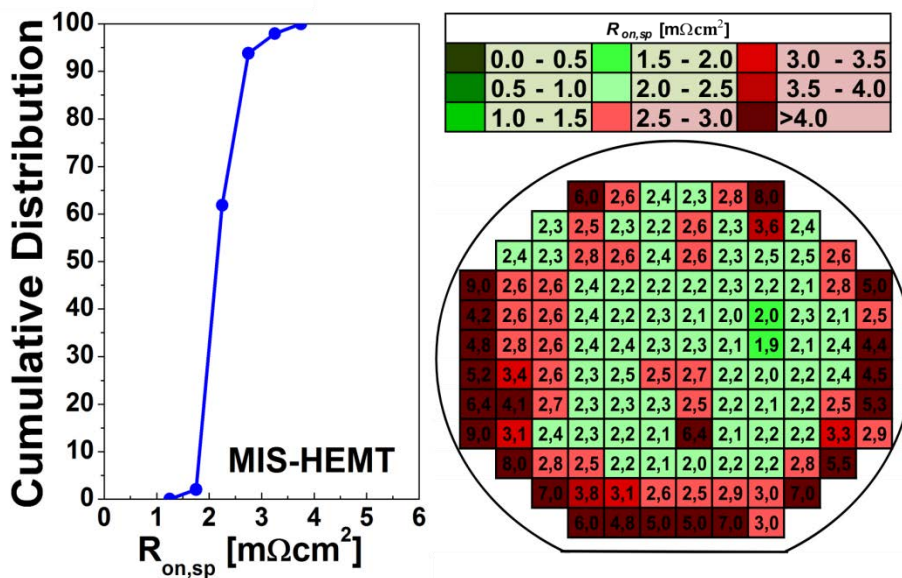 Cumulative Distribution
100
90
80
70
60
50
40
30
20
10
0
MIS-HEMT
0 1 2 3 4 5 6
R_on,sp [mΩcm²]
R_on,sp [mΩcm²]
0.0 - 0.5 1.5 - 2.0 3.0 - 3.5
0.5 - 1.0 2.0 - 2.5 3.5 - 4.0
1.0 - 1.5 2.5 - 3.0 >4.0
6,0 2,6 2,4 2,3 2,8 8,0
2,3 2,5 2,3 2,2 2,6 2,3 3,6 2,4
2,4 2,3 2,8 2,6 2,4 2,6 2,3 2,5 2,5 2,6
9,0 2,6 2,6 2,4 2,2 2,2 2,2 2,3 2,2 2,1 2,8 5,0
4,2 2,6 2,6 2,4 2,2 2,3 2,1 2,0 2,0 2,3 2,1 2,5
4,8 2,8 2,6 2,4 2,4 2,3 2,3 2,1 1,9 2,1 2,4 4,4
5,2 3,4 2,6 2,3 2,5 2,5 2,7 2,2 2,0 2,2 2,4 4,5
6,4 4,1 2,7 2,3 2,3 2,3 2,5 2,2 2,1 2,2 2,5 5,3
9,0 3,1 2,4 2,3 2,2 2,1 6,4 2,1 2,2 2,2 3,3 2,9
8,0 2,8 2,5 2,2 2,1 2,0 2,2 2,2 2,8 5,5
7,0 3,8 3,1 2,6 2,5 2,9 3,0 7,0
6,0 4,8 5,0 5,0 7,0 3,0